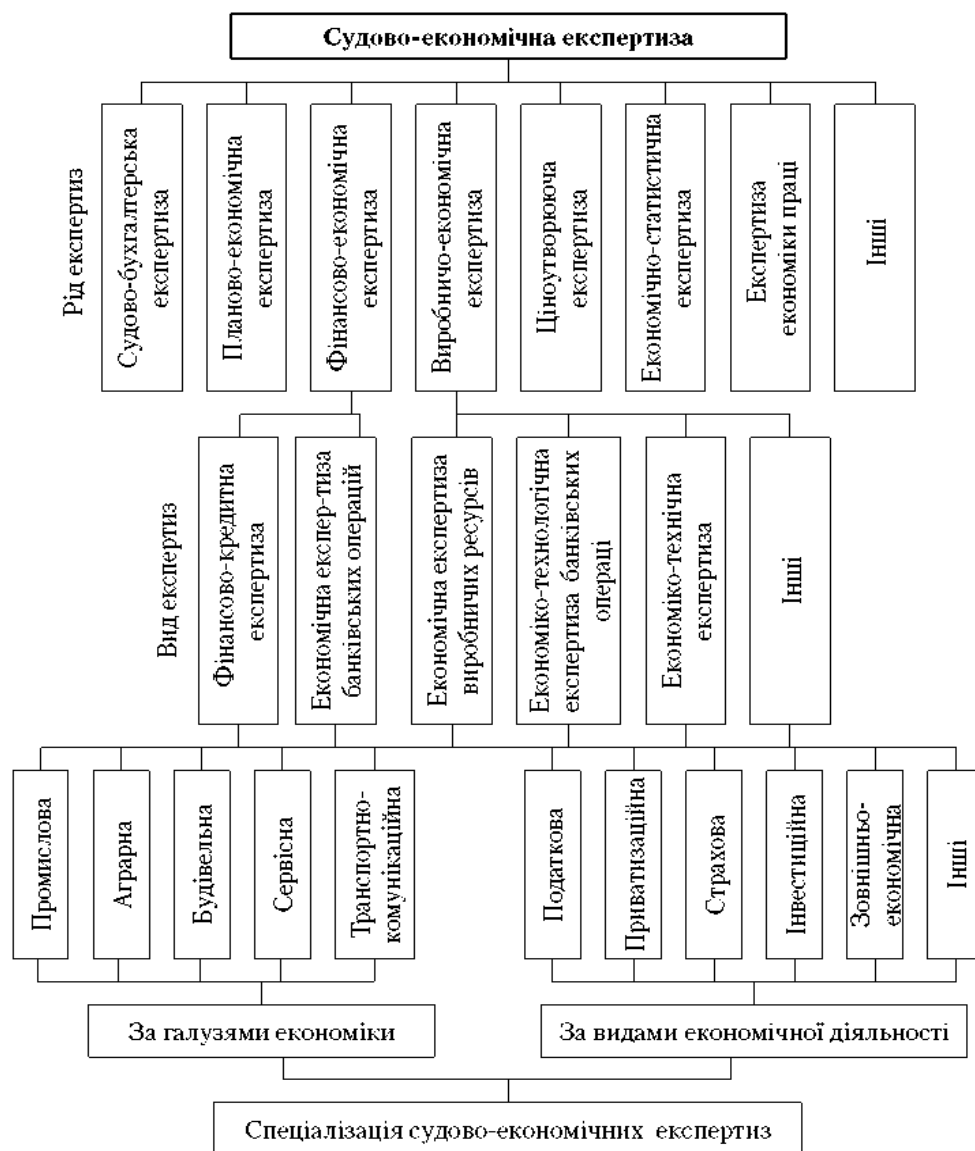 Судово-економічна експертиза
Рід експертиз
Судово-бухгалтерська
експертиза
Планово-економічна
експертиза
Фінансово-економічна
експертиза
Виробничо-економічна
експертиза
Ціноутворююча
експертиза
Економічно-статистична
експертиза
Експертиза
економіки праці
Інші
Вид експертиз
Фінансово-кредитна
експертиза
Економічна експер-тиза
банківських операцій
Економічна експертиза
виробничих ресурсів
Економіко-технологічна
експертиза банківських
операці
Економіко-технічна
експертиза
Інші
Промислова
Аграрна
Будівельна
Сервісна
Транспортно-
комунікаційна
Податкова
Приватизаційна
Страхова
Інвестиційна
Зовнішньо-
економічна
Інші
За галузями економіки
За видами економічної діяльності
Спеціалізація судово-економічних експертиз